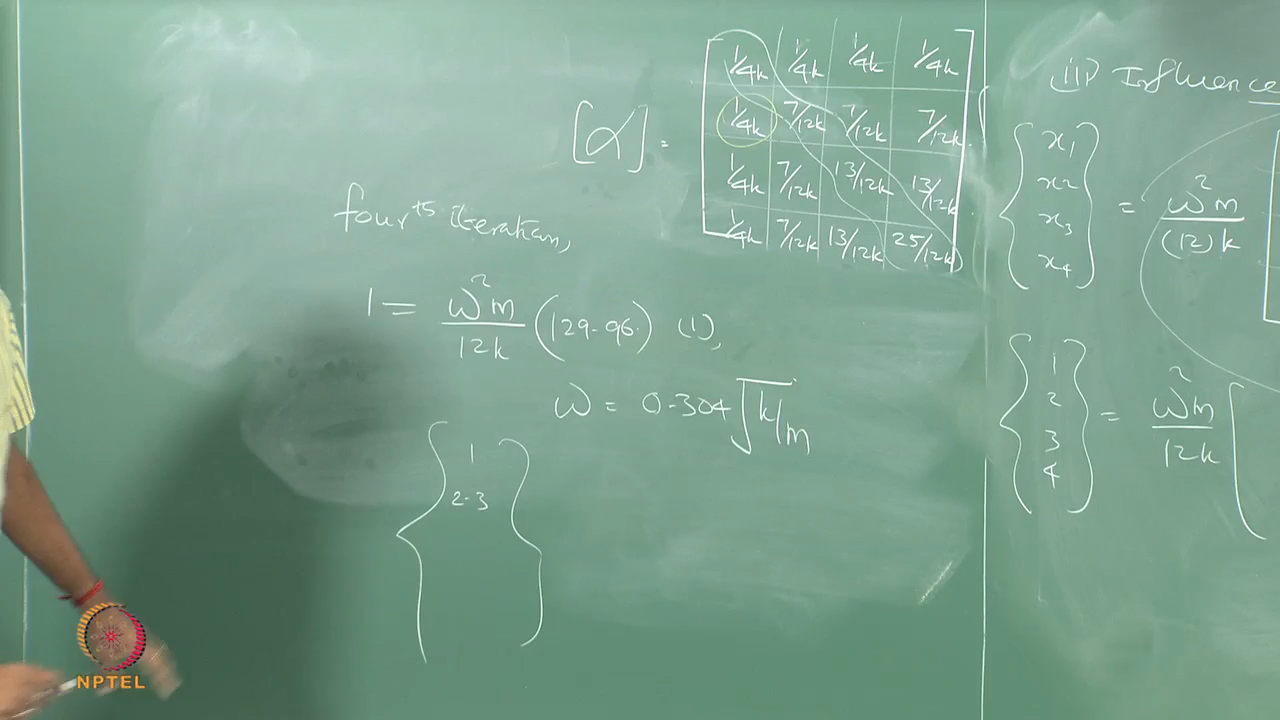 [α] =
1/4k 1/4k 1/4k 1/4k
1/4k 7/12k 7/12k 7/12k
1/4k 7/12k 13/12k 13/12k
1/4k 7/12k 13/12k 25/12k
fourth iteration,
1 = ω²m/12k (129.96) (1),
ω = 0.304 √k/m
1
2.3
(iii) Influence
{x1 x2 x3 x4} = ω²m/(12)k
{1 2 3 4} = ω²m/12k
NPTEL